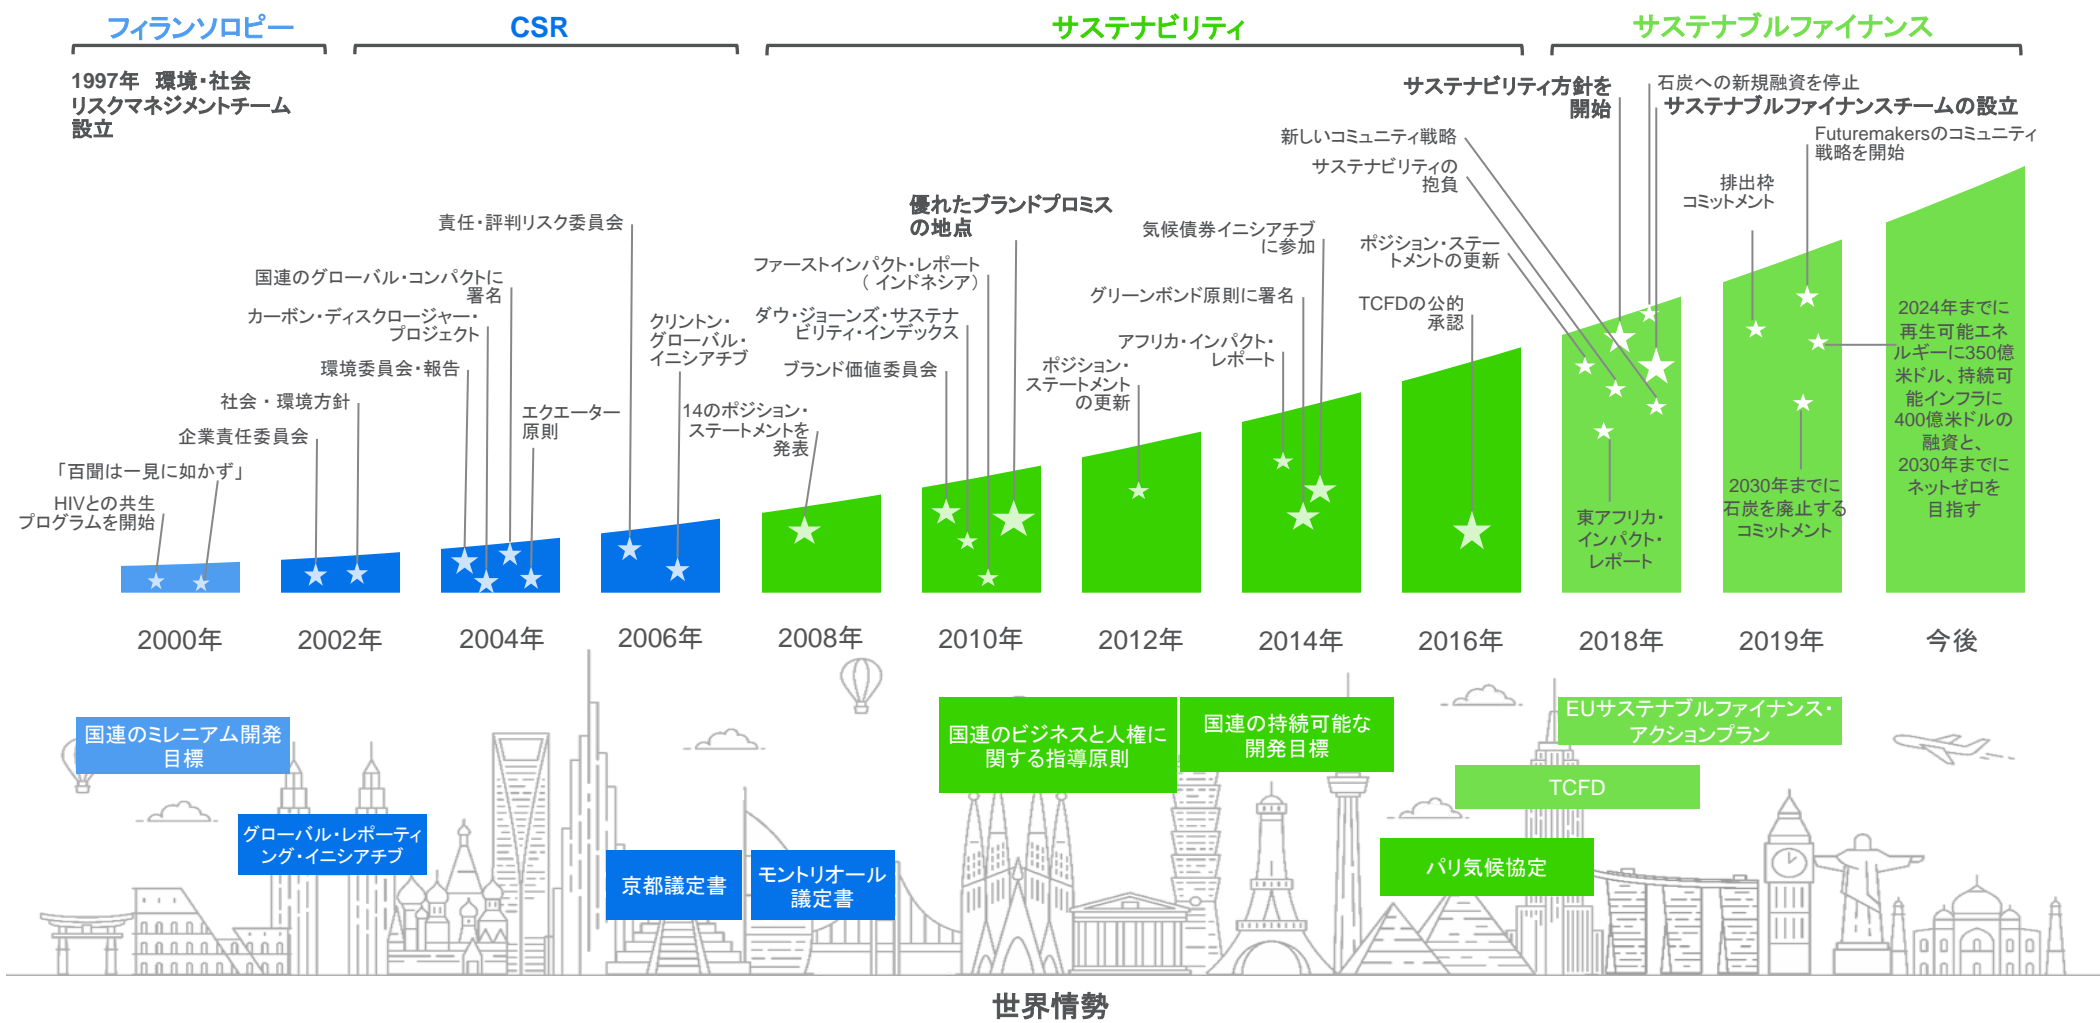 フィランソロピー
CSR
サステナビリティ
サステナブルファイナンス
1997年 環境・社会
リスクマネジメントチーム
設立
「百聞は一見に如かず」
HIVとの共生
プログラムを開始
企業責任委員会
社会・環境方針
環境委員会・報告
カーボン・ディスクロージャー・
プロジェクト
国連のグローバル・コンパクトに
署名
エクエーター
原則
責任・評判リスク委員会
クリントン・
グローバル・
イニシアチブ
14のポジション・
ステートメントを
発表
ブランド価値委員会
ダウ・ジョーンズ・サステナ
ビリティ・インデックス
ファーストインパクト・レポート
(インドネシア)
優れたブランドプロミス
の地点
ポジション・
ステートメント
の更新
アフリカ・インパクト・
レポート
グリーンボンド原則に署名
気候債券イニシアチブ
に参加
TCFDの公的
承認
ポジション・ステー
トメントの更新
サステナビリティの
抱負
新しいコミュニティ戦略
サステナビリティ方針を
開始
石炭への新規融資を停止
サステナブルファイナンスチームの設立
Futuremakersのコミュニティ
戦略を開始
排出枠
コミットメント
東アフリカ・
インパクト・
レポート
2030年までに
石炭を廃止する
コミットメント
2024年までに
再生可能エネ
ルギーに350億
米ドル、持続可
能インフラに
400億米ドルの
融資と、
2030年までに
ネットゼロを
目指す
2000年
2002年
2004年
2006年
2008年
2010年
2012年
2014年
2016年
2018年
2019年
今後
国連のミレニアム開発
目標
グローバル・レポーティ
ング・イニシアチブ
京都議定書
モントリオール
議定書
国連のビジネスと人権に
関する指導原則
国連の持続可能な
開発目標
パリ気候協定
TCFD
EUサステナブルファイナンス・
アクションプラン
世界情勢